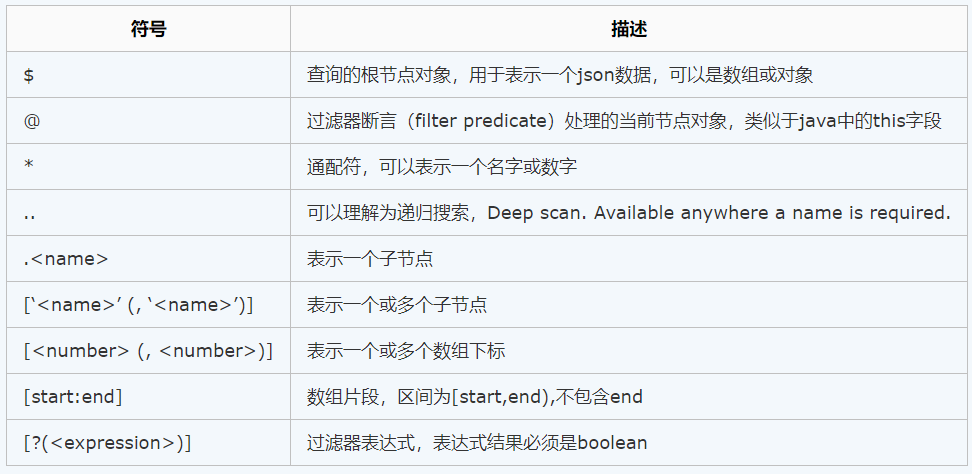 符号 描述
$ 查询的根节点对象，用于表示一个json数据，可以是数组或对象
@ 过滤器断言（filter predicate）处理的当前节点对象，类似于java中的this字段
* 通配符，可以表示一个名字或数字
.. 可以理解为递归搜索，Deep scan. Available anywhere a name is required.
.<name> 表示一个子节点
[‘<name>’ (, ‘<name>’)] 表示一个或多个子节点
[<number> (, <number>)] 表示一个或多个数组下标
[start:end] 数组片段，区间为[start,end),不包含end
[?(<expression>)] 过滤器表达式，表达式结果必须是boolean